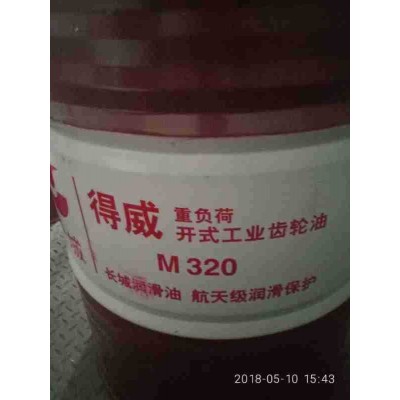 得威 重负荷
开式工业齿轮油
M 320
长城润滑油 航天级润滑保护
2018-05-10 15:43